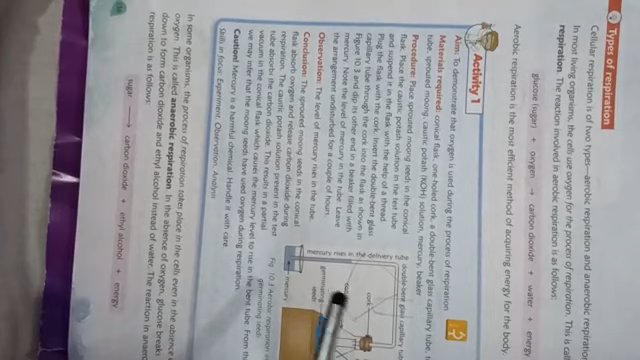 Types of respiration
Cellular respiration is of two types—aerobic respiration and anaerobic respiration
In most living organisms, the cell use oxygen for the process of respiration. This is call
respiration. The reaction involved in aerobic respiration is as follows:
glucose (sugar) + oxygen → carbon dioxide + water + energy
Aerobic respiration is the most efficient method of acquiring energy for the body.
Activity 1
Aim: To demonstrate that oxygen is used during the process of respiration
Materials required: conical flask, one-holed cork, a double-bent glass capillary tube, t
tube, sprouted moong, caustic potash (KOH) solution, mercury, beaker
Procedure: Place sprouted moong seeds in the conical
flask. Place the caustic potash solution in the test tube
and suspend it in the flask with the help of a thread.
Plug the flask with the cork. Insert the double-bent glass
capillary tube through the cork into the flask as shown in
Figure 10.3 and dip its other end in a beaker filled with
mercury. Note the level of mercury in the tube. Leave
the arrangement undisturbed for a couple of hours.
Observation: The level of mercury rises in the tube.
Conclusion: The sprouted moong seeds in the conical
flask absorb oxygen and release carbon dioxide during
respiration. The caustic potash solution present in the test
tube absorbs the carbon dioxide. This results in a partial
vacuum in the conical flask, which causes the mercury level to rise in the bent tube. From th
we may infer that the moong seeds have used oxygen during respiration.
Caution! Mercury is a harmful chemical. Handle it with care.
Skills in focus: Experiment, Observation, Analysis
double-bent glass capillary tub
cork
mercury rises in the delivery tube
germinating
seeds
mercury
Fig. 10.3 Aerobic respiration in
germinating seeds
In some organisms, the process of respiration takes place in the cells even in the absence o
oxygen. This is called anaerobic respiration. In the absence of oxygen, glucose breaks
down to form carbon dioxide and ethyl alcohol instead of water. The reaction in anaero
respiration is as follows:
sugar → carbon dioxide + ethyl alcohol + energy